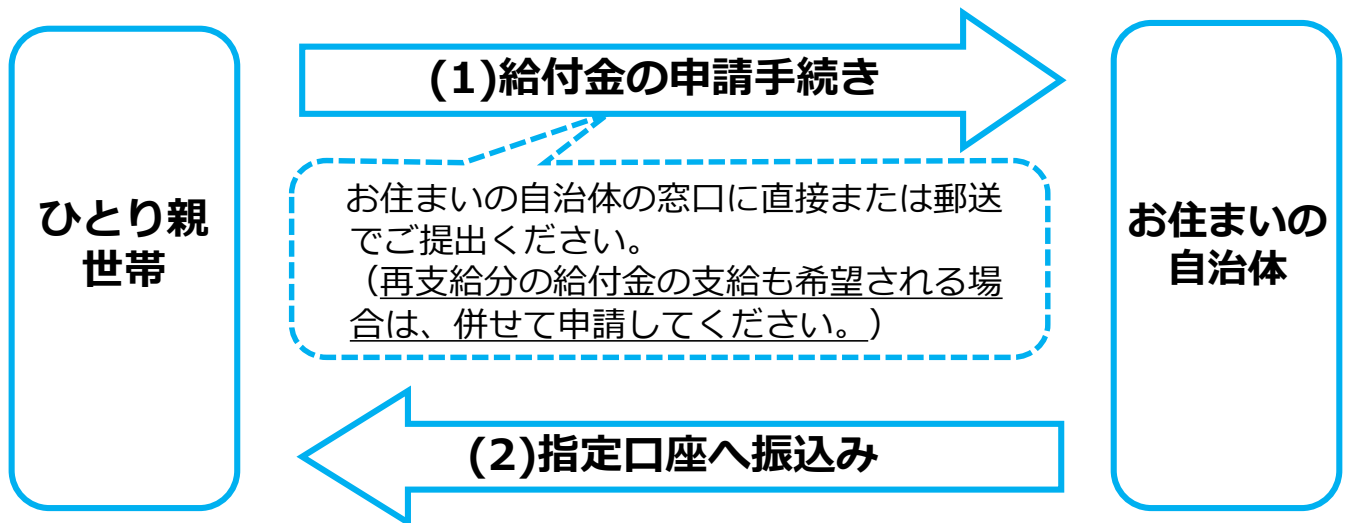 (1)給付金の申請手続き
ひとり親
世帯
お住まいの自治体の窓口に直接または郵送
でご提出ください。
（再支給分の給付金の支給も希望される場
合は、併せて申請してください。）
お住まいの
自治体
(2)指定口座へ振込み